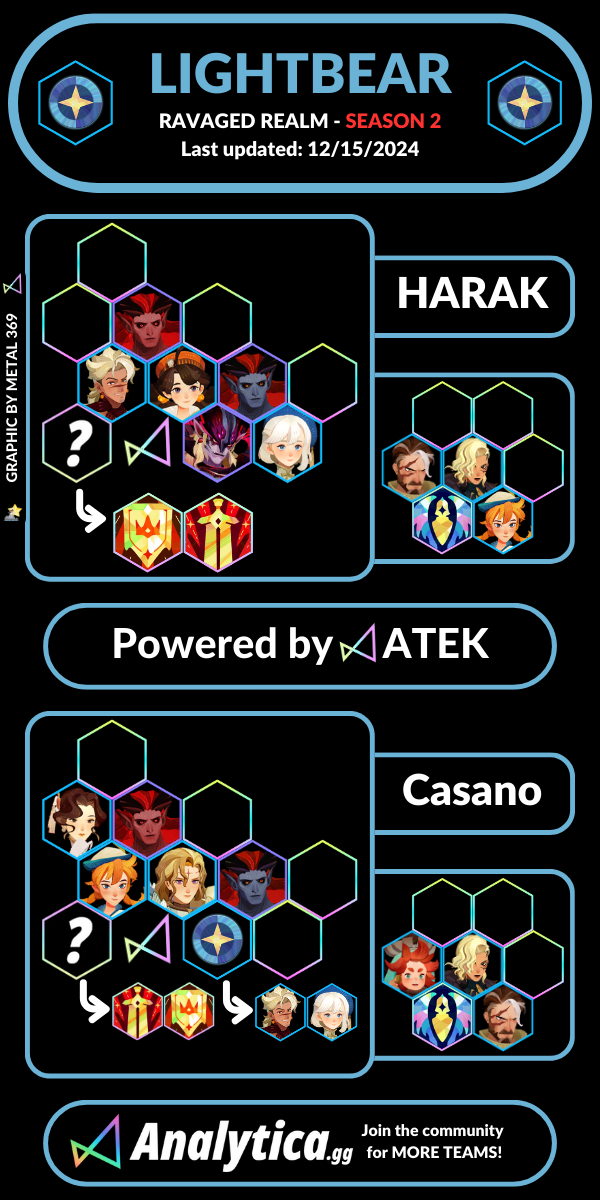 LIGHTBEAR
RAVAGED REALM - SEASON 2
Last updated: 12/15/2024
GRAPHIC BY METAL 369
HARAK
?
Powered by ATEK
Casano
?
Analytica.gg
Join the community
for MORE TEAMS!